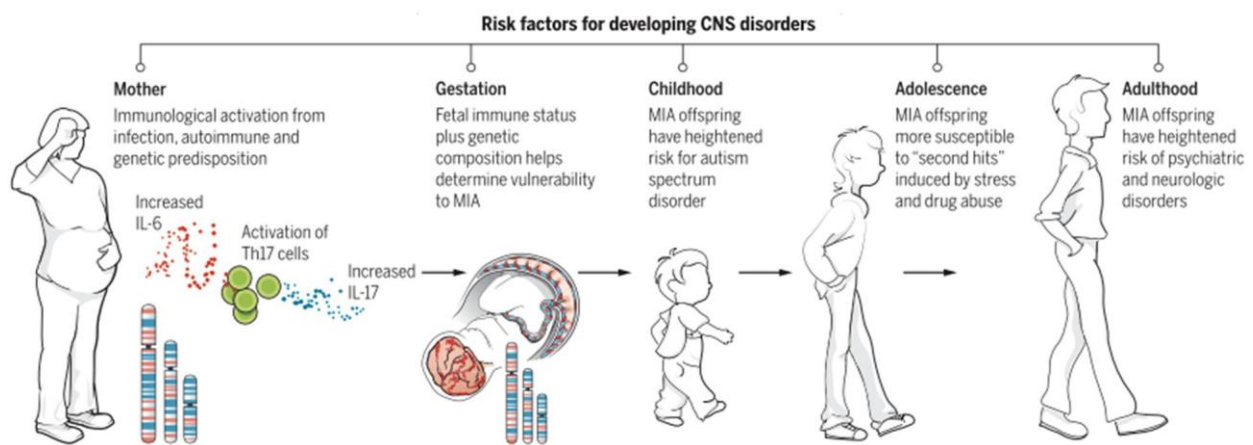 Risk factors for developing CNS disorders
Mother
Immunological activation from
infection, autoimmune and
genetic predisposition
Increased
IL-6
Activation of
Th17 cells
Increased
IL-17
Gestation
Fetal immune status
plus genetic
composition helps
determine vulnerability
to MIA
Childhood
MIA offspring
have heightened
risk for autism
spectrum
disorder
Adolescence
MIA offspring
more susceptible
to “second hits”
induced by stress
and drug abuse
Adulthood
MIA offspring
have heightened
risk of psychiatric
and neurologic
disorders